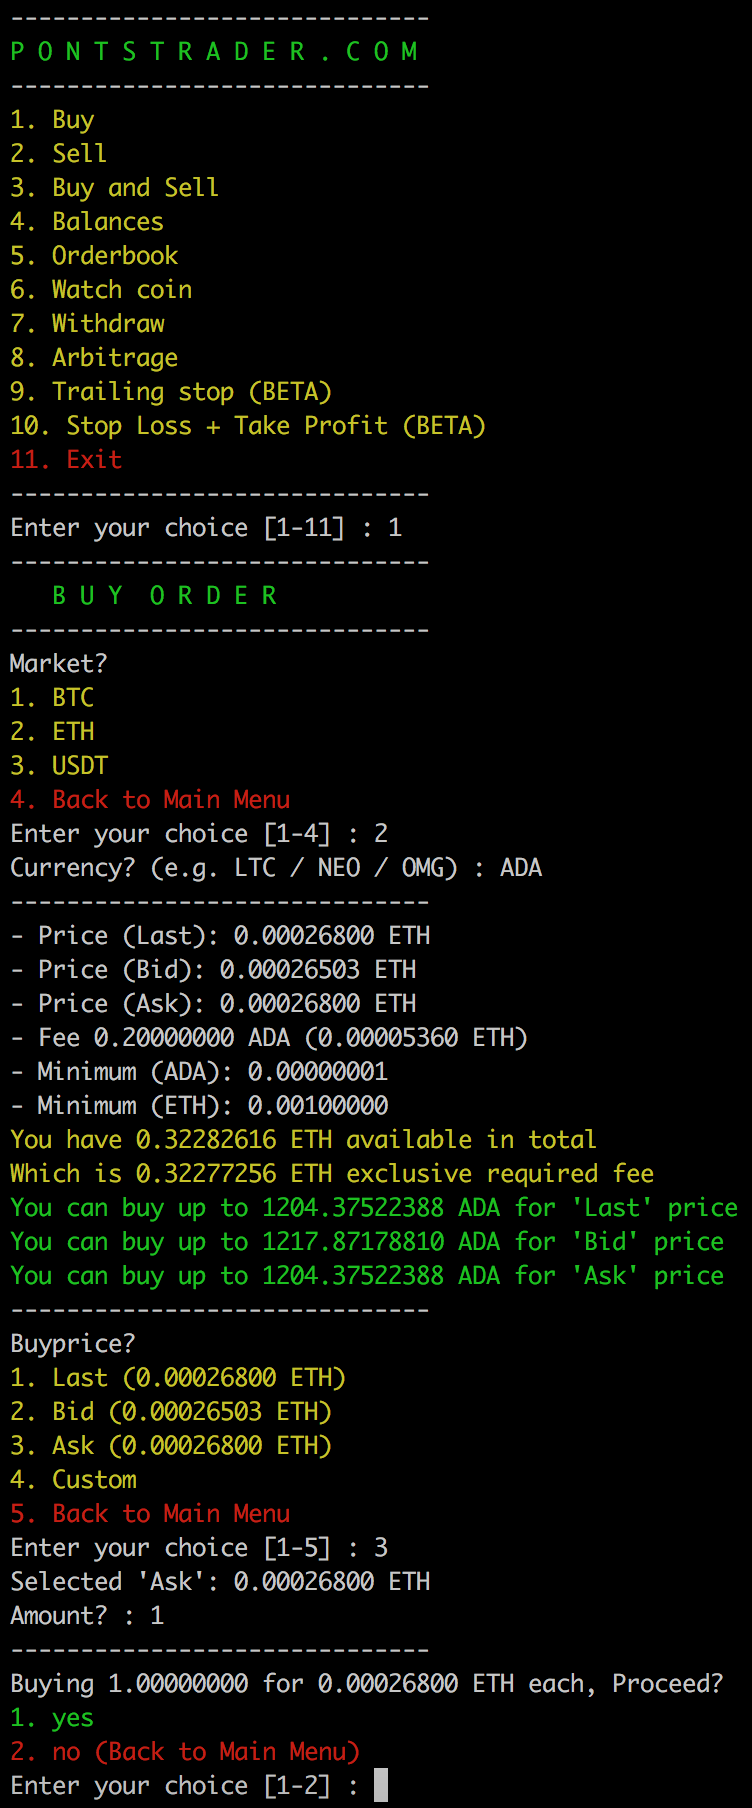 ------------------------------
P O N T S T R A D E R . C O M
------------------------------
1. Buy
2. Sell
3. Buy and Sell
4. Balances
5. Orderbook
6. Watch coin
7. Withdraw
8. Arbitrage
9. Trailing stop (BETA)
10. Stop Loss + Take Profit (BETA)
11. Exit
------------------------------
Enter your choice [1-11] : 1
------------------------------
   B U Y  O R D E R
------------------------------
Market?
1. BTC
2. ETH
3. USDT
4. Back to Main Menu
Enter your choice [1-4] : 2
Currency? (e.g. LTC / NEO / OMG) : ADA
------------------------------
- Price (Last): 0.00026800 ETH
- Price (Bid): 0.00026503 ETH
- Price (Ask): 0.00026800 ETH
- Fee 0.20000000 ADA (0.00005360 ETH)
- Minimum (ADA): 0.00000001
- Minimum (ETH): 0.00100000
You have 0.32282616 ETH available in total
Which is 0.32277256 ETH exclusive required fee
You can buy up to 1204.37522388 ADA for 'Last' price
You can buy up to 1217.87178810 ADA for 'Bid' price
You can buy up to 1204.37522388 ADA for 'Ask' price
------------------------------
Buyprice?
1. Last (0.00026800 ETH)
2. Bid (0.00026503 ETH)
3. Ask (0.00026800 ETH)
4. Custom
5. Back to Main Menu
Enter your choice [1-5] : 3
Selected 'Ask': 0.00026800 ETH
Amount? : 1
------------------------------
Buying 1.00000000 for 0.00026800 ETH each, Proceed?
1. yes
2. no (Back to Main Menu)
Enter your choice [1-2] :